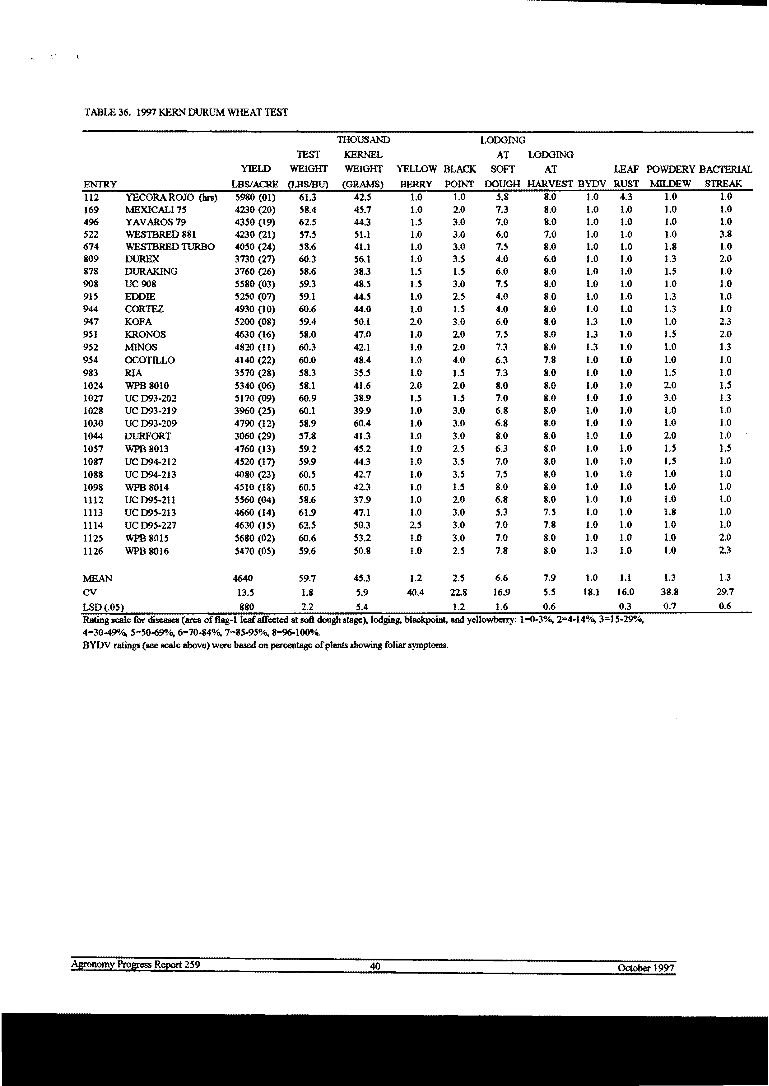 TABLE 36. 1997 KERN DURUM WHEAT TEST
THOUSAND LODGING
TEST KERNEL AT LODGING
YIELD WEIGHT WEIGHT YELLOW BLACK SOFT AT LEAF POWDERY BACTERIAL
ENTRY LBS/ACRE (LBS/BU) (GRAMS) BERRY POINT DOUGH HARVEST BYDV RUST MILDEW STREAK
112 YECORA ROJO (hrs) 5980 (01) 61.3 42.5 1.0 1.0 5.8 8.0 1.0 4.3 1.0 1.0
169 MEXICALI 75 4230 (20) 58.4 45.7 1.0 2.0 7.3 8.0 1.0 1.0 1.0 1.0
496 YAVAROS 79 4350 (19) 62.5 44.3 1.5 3.0 7.0 8.0 1.0 1.0 1.0 1.0
522 WESTBRED 881 4230 (21) 57.5 51.1 1.0 3.0 6.0 7.0 1.0 1.0 1.0 3.8
674 WESTBRED TURBO 4050 (24) 58.6 41.1 1.0 3.0 7.5 8.0 1.0 1.0 1.8 1.0
809 DUREX 3730 (27) 60.3 56.1 1.0 3.5 4.0 6.0 1.0 1.0 1.3 2.0
878 DURAKING 3760 (26) 58.6 38.3 1.5 1.5 6.0 8.0 1.0 1.0 1.5 1.0
908 UC 908 5580 (03) 59.3 48.5 1.5 3.0 7.5 8.0 1.0 1.0 1.0 1.0
915 EDDIE 5250 (07) 59.1 44.5 1.0 2.5 4.0 8.0 1.0 1.0 1.3 1.0
944 CORTEZ 4930 (10) 60.6 44.0 1.0 1.5 4.0 8.0 1.0 1.0 1.3 1.0
947 KOFA 5200 (08) 59.4 50.1 2.0 3.0 6.0 8.0 1.3 1.0 1.0 2.3
951 KRONOS 4630 (16) 58.0 47.0 1.0 2.0 7.5 8.0 1.3 1.0 1.5 2.0
952 MINOS 4820 (11) 60.3 42.1 1.0 2.0 7.3 8.0 1.3 1.0 1.0 1.3
954 OCOTILLO 4140 (22) 60.0 48.4 1.0 4.0 6.3 7.8 1.0 1.0 1.0 1.0
983 RIA 3570 (28) 58.3 35.5 1.0 1.5 7.3 8.0 1.0 1.0 1.5 1.0
1024 WPB 8010 5340 (06) 58.1 41.6 2.0 2.0 8.0 8.0 1.0 1.0 2.0 1.5
1027 UC D93-202 5170 (09) 60.9 38.9 1.5 1.5 7.0 8.0 1.0 1.0 3.0 1.3
1028 UC D93-219 3960 (25) 60.1 39.9 1.0 3.0 6.8 8.0 1.0 1.0 1.0 1.0
1030 UC D93-209 4790 (12) 58.9 60.4 1.0 3.0 6.8 8.0 1.0 1.0 1.0 1.0
1044 DURFORT 3060 (29) 57.8 41.3 1.0 3.0 8.0 8.0 1.0 1.0 2.0 1.0
1057 WPB 8013 4760 (13) 59.2 45.2 1.0 2.5 6.3 8.0 1.0 1.0 1.5 1.5
1087 UC D94-212 4520 (17) 59.9 44.3 1.0 3.5 7.0 8.0 1.0 1.0 1.5 1.0
1088 UC D94-213 4080 (23) 60.5 42.7 1.0 3.5 7.5 8.0 1.0 1.0 1.0 1.0
1098 WPB 8014 4510 (18) 60.5 42.3 1.0 1.5 8.0 8.0 1.0 1.0 1.0 1.0
1112 UC D95-211 5560 (04) 58.6 37.9 1.0 2.0 6.8 8.0 1.0 1.0 1.0 1.0
1113 UC D95-213 4660 (14) 61.9 47.1 1.0 3.0 5.3 7.5 1.0 1.0 1.8 1.0
1114 UC D95-227 4630 (15) 62.5 50.3 2.5 3.0 7.0 7.8 1.0 1.0 1.0 1.0
1125 WPB 8015 5680 (02) 60.6 53.2 1.0 3.0 7.0 8.0 1.0 1.0 1.0 2.0
1126 WPB 8016 5470 (05) 59.6 50.8 1.0 2.5 7.8 8.0 1.3 1.0 1.0 2.3
MEAN 4640 59.7 45.3 1.2 2.5 6.6 7.9 1.0 1.1 1.3 1.3
CV 13.5 1.8 5.9 40.4 22.8 16.9 5.5 18.1 16.0 38.8 29.7
LSD (.05) 880 2.2 5.4 1.2 1.6 0.6 0.3 0.7 0.6
Rating scale for diseases (area of flag-1 leaf affected at soft dough stage), lodging, blackpoint, and yellowberry: 1=0-3%, 2=4-14%, 3=15-29%,
4=30-49%, 5=50-69%, 6=70-84%, 7=85-95%, 8=96-100%.
BYDV ratings (see scale above) were based on percentage of plants showing foliar symptoms.
Agronomy Progress Report 259 40 October 1997